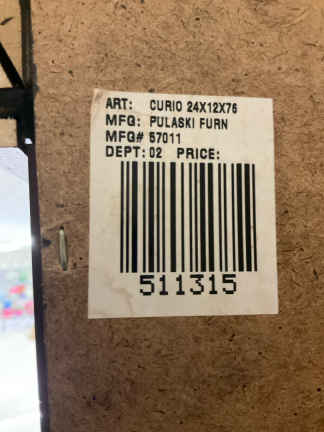 ART: CURIO 24X12X76
MFG: PULASKI FURN
MFG# 57011
DEPT: 02 PRICE:
511315